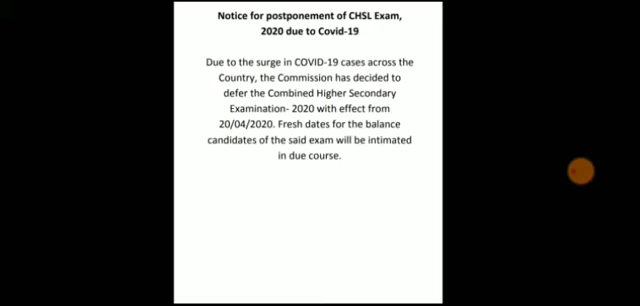 Notice for postponement of CHSL Exam,
2020 due to Covid-19
Due to the surge in COVID-19 cases across the
Country, the Commission has decided to
defer the Combined Higher Secondary
Examination- 2020 with effect from
20/04/2020. Fresh dates for the balance
candidates of the said exam will be intimated
in due course.